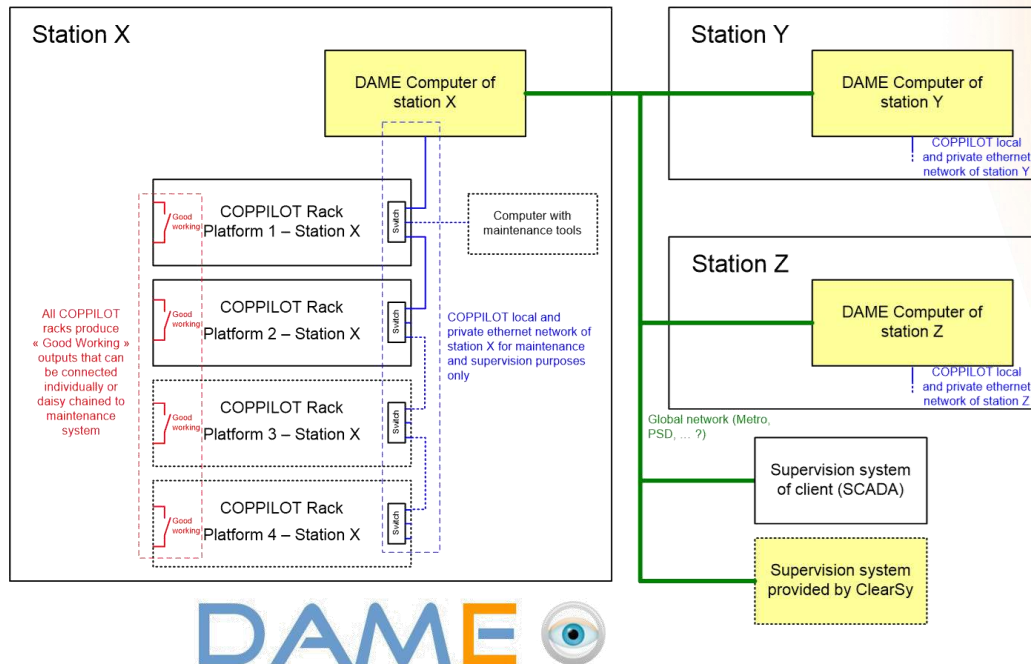 Station X
DAME Computer of
station X
COPPILOT Rack
Platform 1 – Station X
Good
working
Switch
Computer with
maintenance tools
COPPILOT Rack
Platform 2 – Station X
Good
working
Switch
COPPILOT Rack
Platform 3 – Station X
Good
working
Switch
COPPILOT Rack
Platform 4 – Station X
Good
working
Switch
All COPPILOT
racks produce
« Good Working »
outputs that can
be connected
individually or
daisy chained to
maintenance
system
COPPILOT local and
private ethernet network of
station X for maintenance
and supervision purposes
only
Station Y
DAME Computer of
station Y
COPPILOT local
and private ethernet
network of station Y
Station Z
DAME Computer of
station Z
COPPILOT local
and private ethernet
network of station Z
Global network (Metro,
PSD, ... ?)
Supervision system
of client (SCADA)
Supervision system
provided by ClearSy
DAME